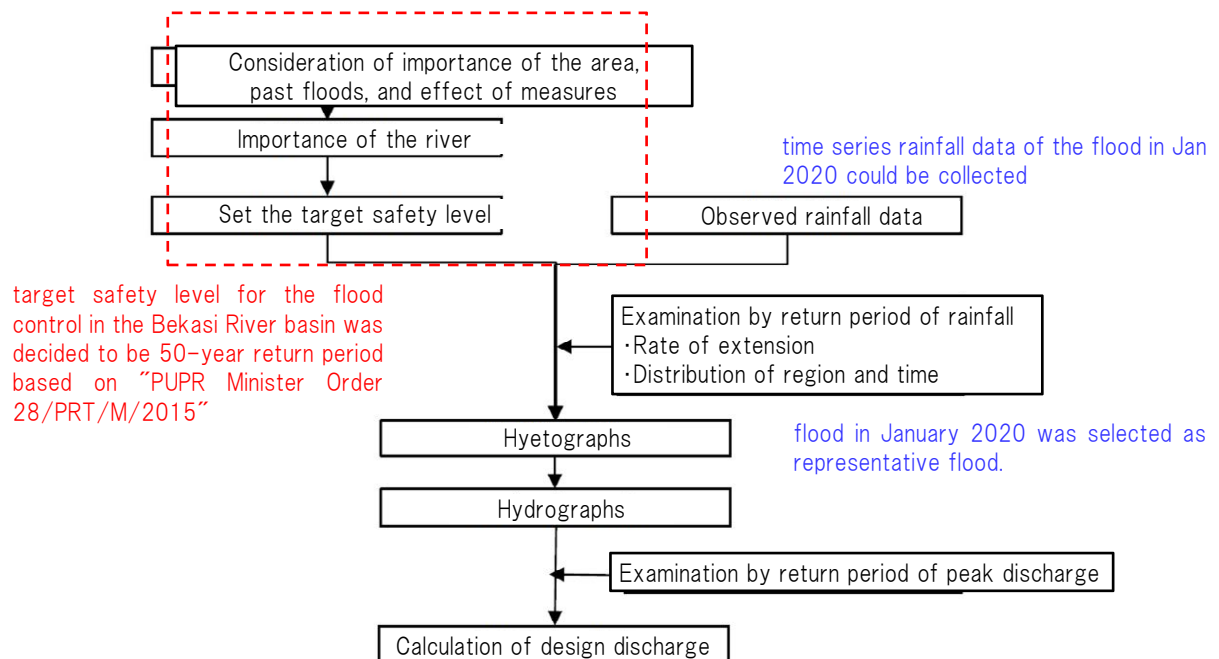 Consideration of importance of the area,
past floods, and effect of measures
Importance of the river
time series rainfall data of the flood in Jan
2020 could be collected
Set the target safety level
Observed rainfall data
target safety level for the flood
control in the Bekasi River basin was
decided to be 50-year return period
based on "PUPR Minister Order
28/PRT/M/2015"
Examination by return period of rainfall
・Rate of extension
・Distribution of region and time
Hyetographs
flood in January 2020 was selected as
representative flood.
Hydrographs
Examination by return period of peak discharge
Calculation of design discharge